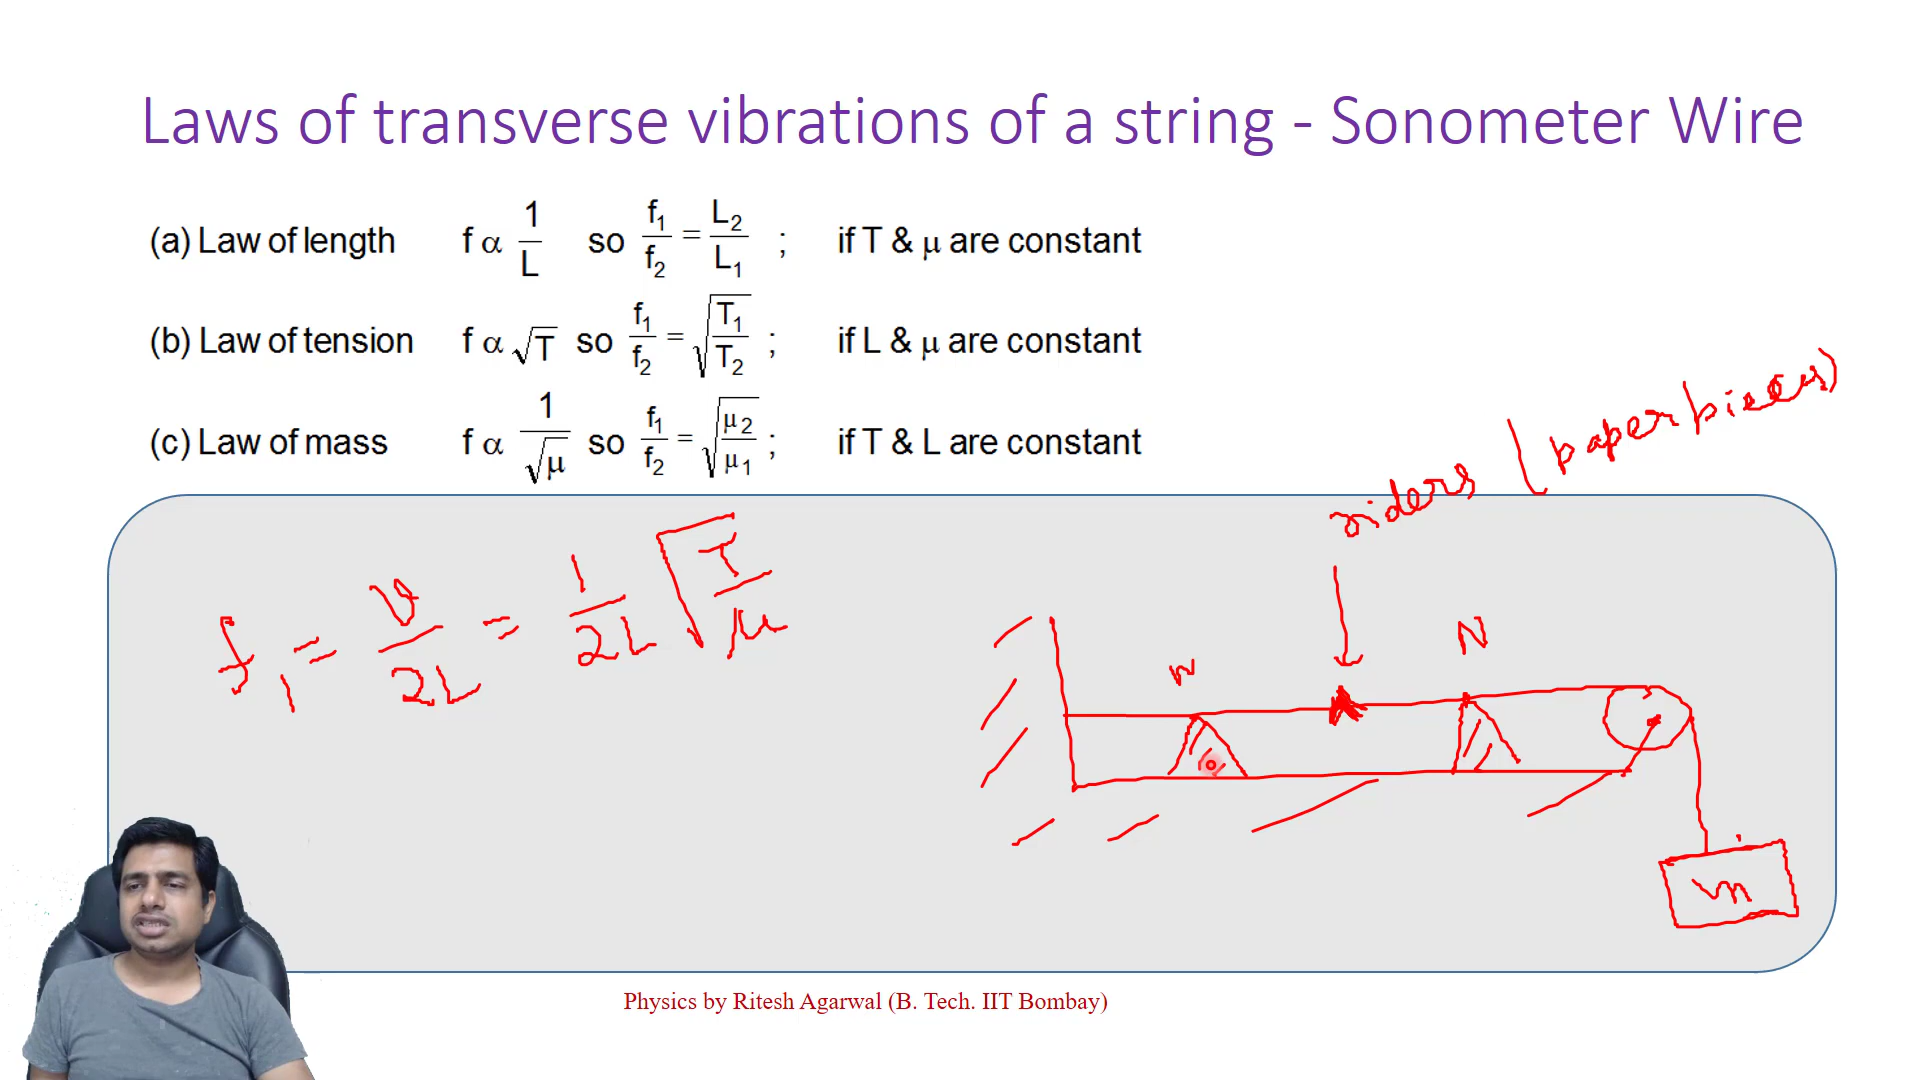 Laws of transverse vibrations of a string - Sonometer Wire
(a) Law of length f α 1/L so f₁/f₂ = L₂/L₁ ; if T & μ are constant
(b) Law of tension f α √T so f₁/f₂ = √(T₁/T₂) ; if L & μ are constant
(c) Law of mass f α 1/√μ so f₁/f₂ = √(μ₂/μ₁) ; if T & L are constant
riders (paper pieces)
f₁ = v/2L = 1/2L √(T/μ)
N N
m
Physics by Ritesh Agarwal (B. Tech. IIT Bombay)